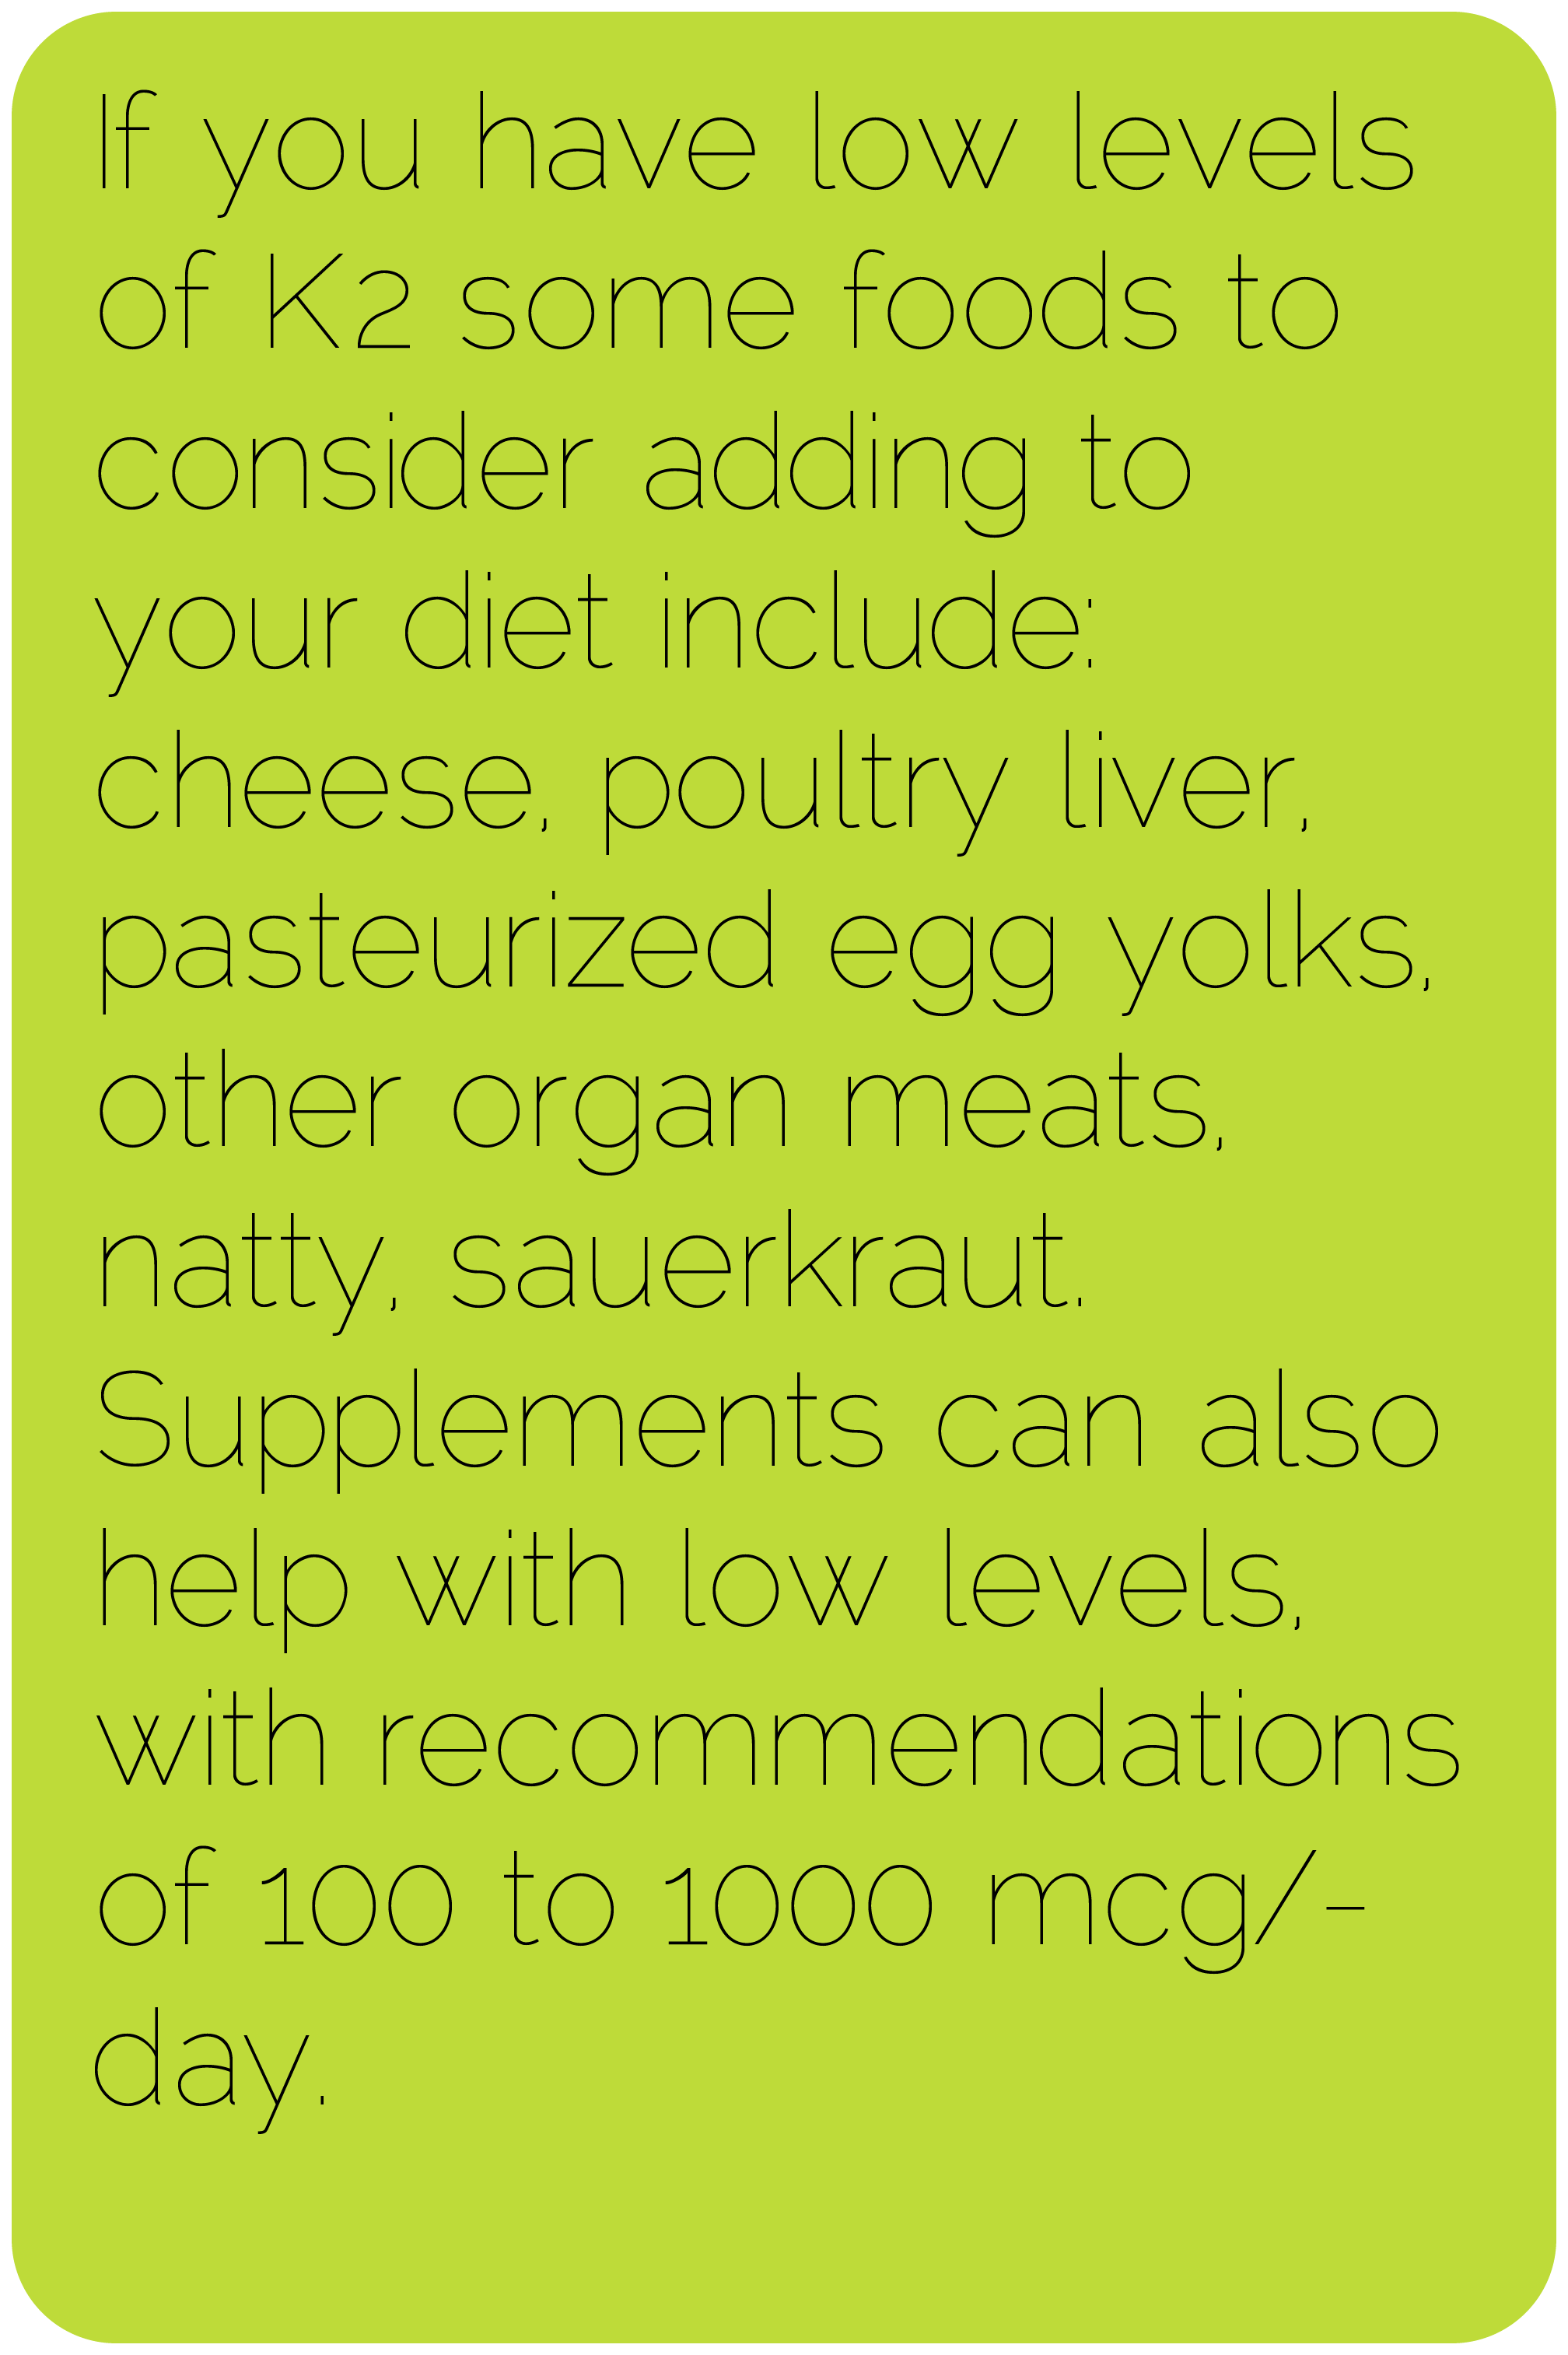 If you have low levels
of K2 some foods to
consider adding to
your diet include:
cheese, poultry liver,
pasteurized egg yolks,
other organ meats,
natty, sauerkraut.
Supplements can also
help with low levels,
with recommendations
of 100 to 1000 mcg/-
day.